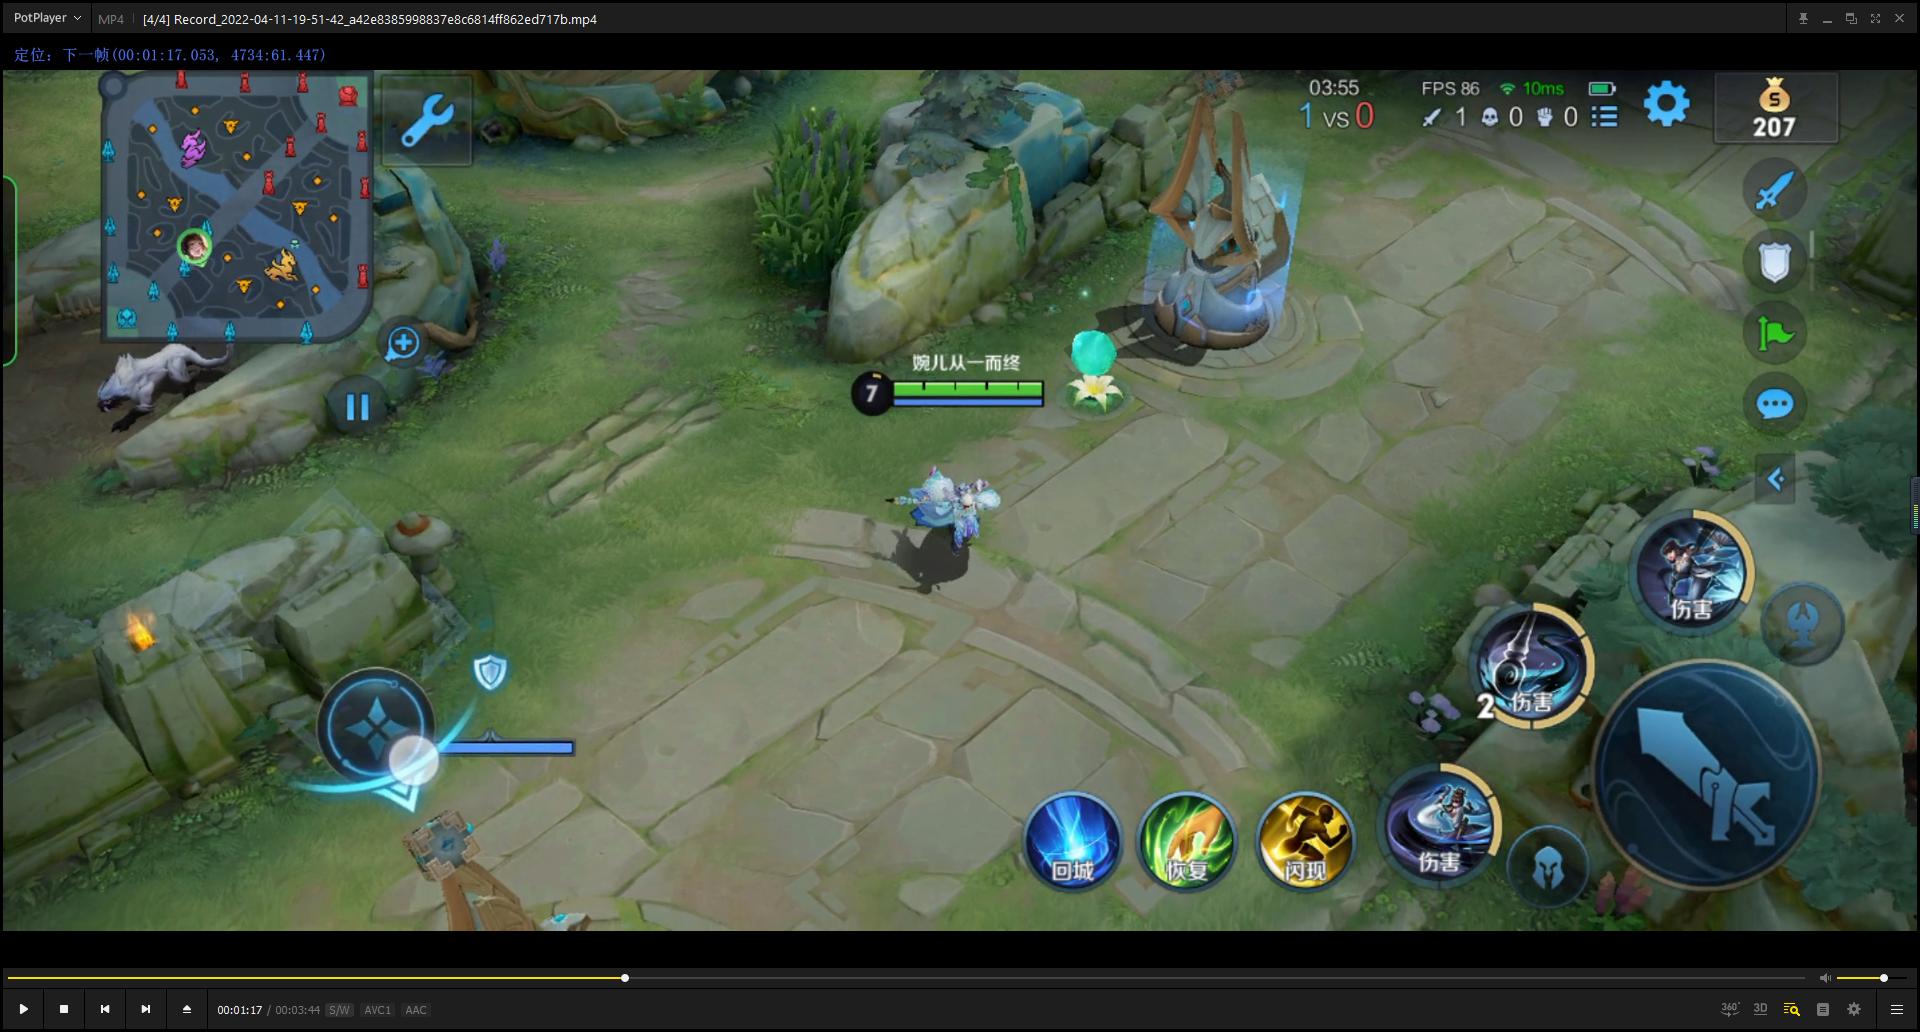 PotPlayer MP4 [4/4] Record_2022-04-11-19-51-42_a42e8385998837e8c6814ff862ed717b.mp4
定位: 下一帧(00:01:17.053, 4734:61.447)
03:55 FPS 86 10ms
1 VS 0 1 0 0
S
207
婉儿从一而终
7
伤害
2 伤害
伤害
回城 恢复 闪现
00:01:17 / 00:03:44 S/W AVC1 AAC
360° 3D